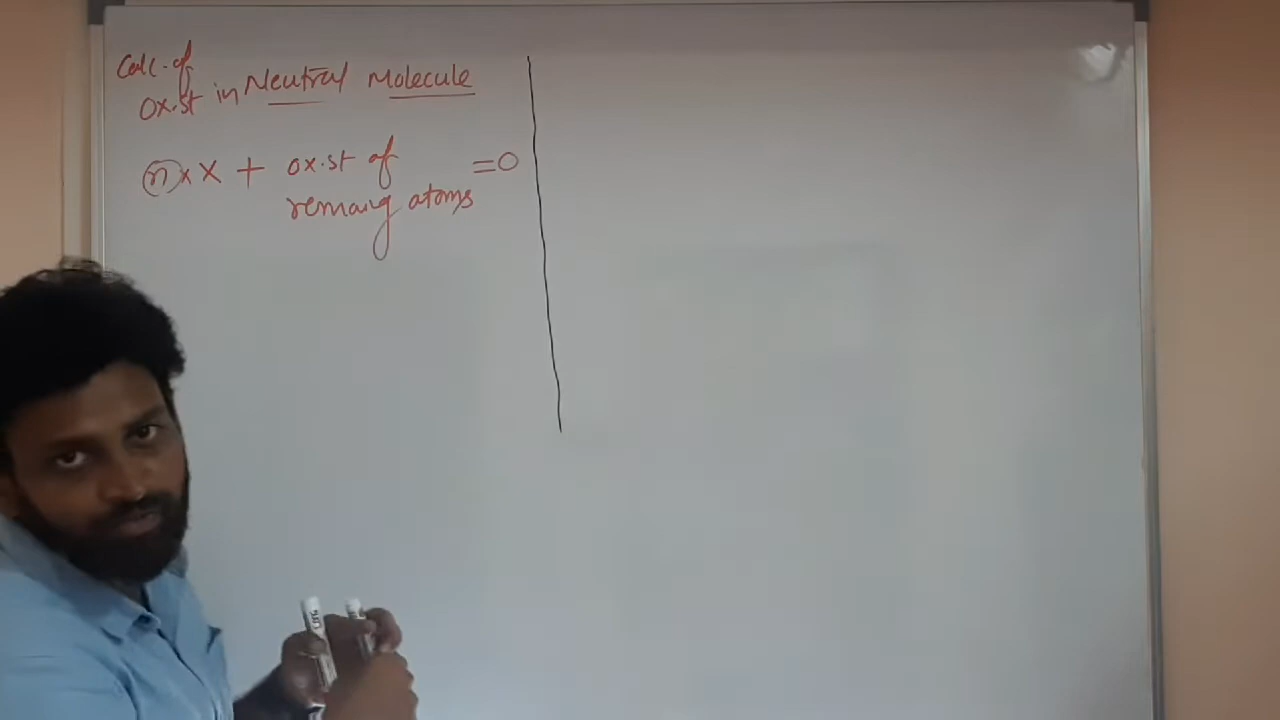 Calc. of
ox.st in Neutral Molecule
n x X + ox.st of = 0
remaing atoms